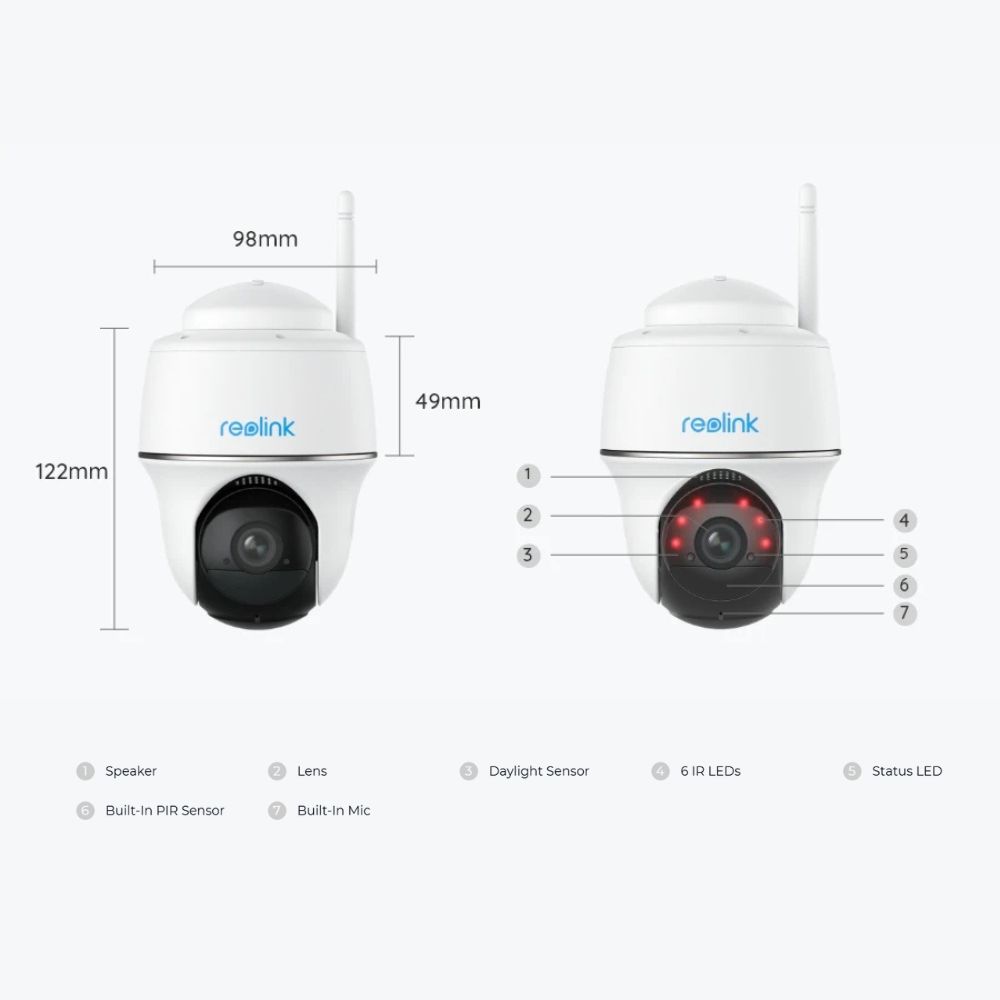 98mm
49mm
122mm
reolink
reolink
1
2
3
4
5
6
7
1 Speaker
2 Lens
3 Daylight Sensor
4 6 IR LEDs
5 Status LED
6 Built-In PIR Sensor
7 Built-In Mic